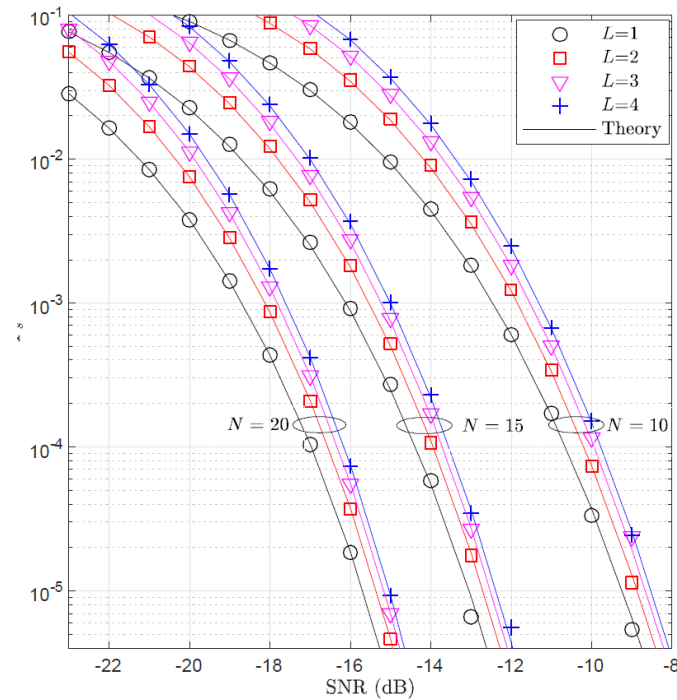 10^-1
10^-2
10^-3
10^-4
10^-5
L=1
L=2
L=3
L=4
Theory
N = 20
N = 15
N = 10
-22
-20
-18
-16
-14
-12
-10
-8
SNR (dB)